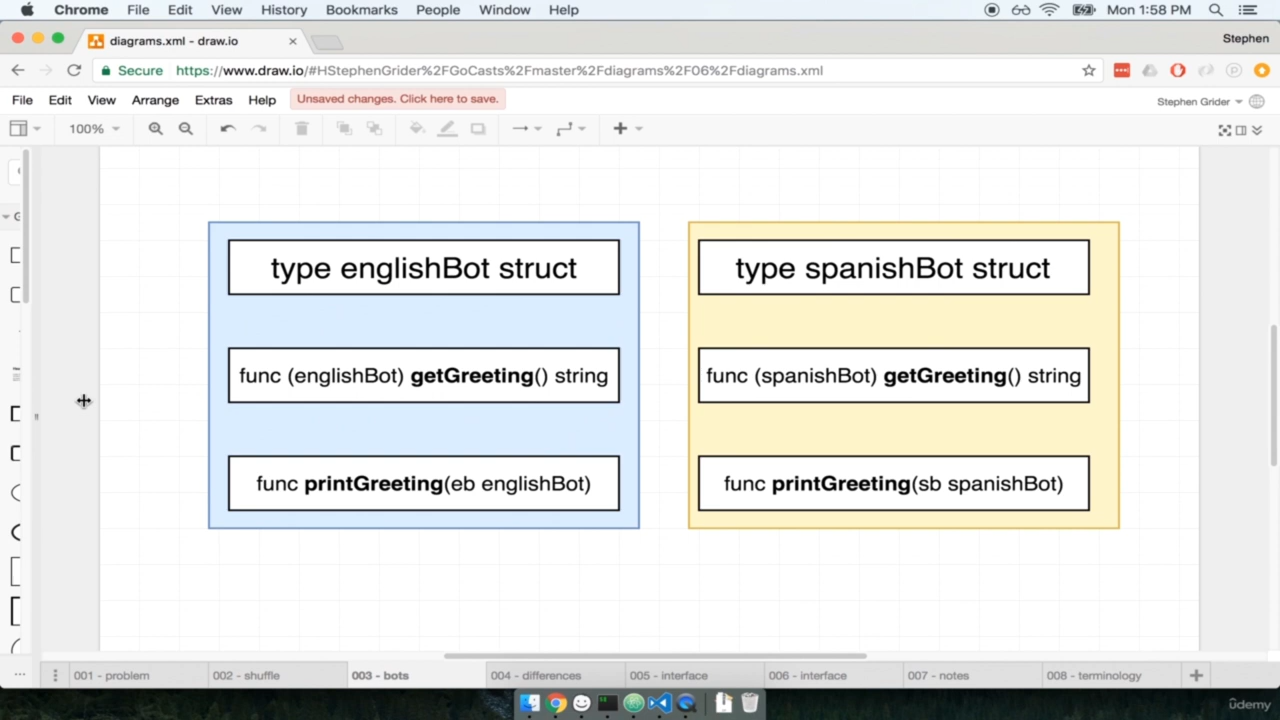 Chrome File Edit View History Bookmarks People Window Help Mon 1:58 PM
diagrams.xml - draw.io Stephen
Secure https://www.draw.io/#HStephenGrider%2FGoCasts%2Fmaster%2Fdiagrams%2F06%2Fdiagrams.xml
File Edit View Arrange Extras Help Unsaved changes. Click here to save. Stephen Grider
100%
type englishBot struct
type spanishBot struct
func (englishBot) getGreeting() string
func (spanishBot) getGreeting() string
func printGreeting(eb englishBot)
func printGreeting(sb spanishBot)
001 - problem 002 - shuffle 003 - bots 004 - differences 005 - interface 006 - interface 007 - notes 008 - terminology
ûdemy